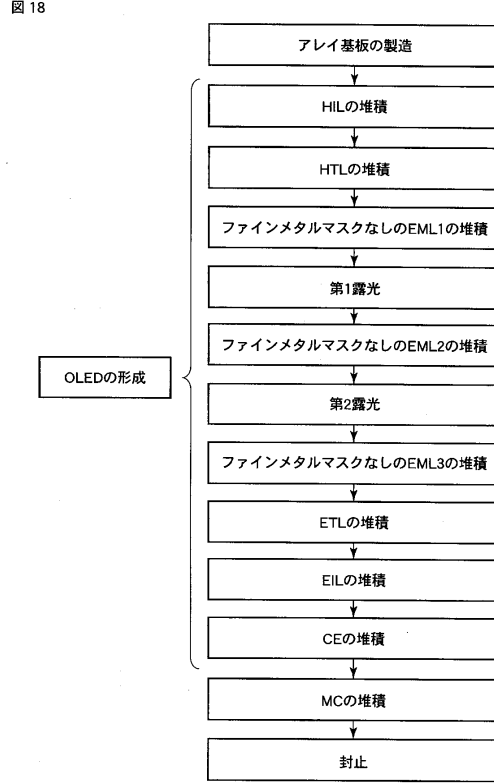 図 18
アレイ基板の製造
HILの堆積
HTLの堆積
ファインメタルマスクなしのEML1の堆積
第1露光
ファインメタルマスクなしのEML2の堆積
OLEDの形成
第2露光
ファインメタルマスクなしのEML3の堆積
ETLの堆積
EILの堆積
CEの堆積
MCの堆積
封止